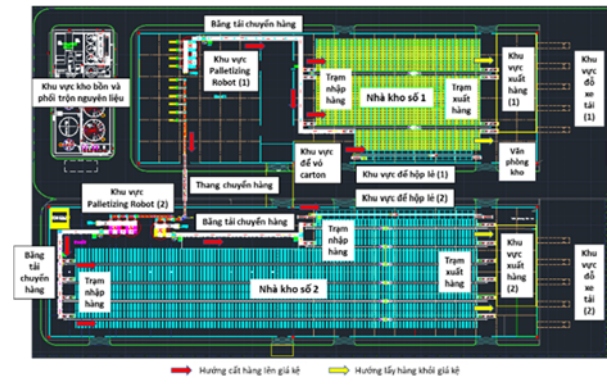 Băng tải chuyển hàng
Khu vực
Palletizing
Robot (1)
Khu vực kho bồn và
phối trộn nguyên liệu
Trạm
nhập
hàng
Nhà kho số 1
Trạm
xuất
hàng
Khu
vực
xuất
hàng
(1)
Khu
vực
đỗ
xe tải
(1)
Khu vực
để vỏ
carton
Khu vực để hộp lẻ (1)
Văn
phòng
kho
Thang chuyển hàng
Khu vực
Palletizing Robot (2)
Khu vực để hộp lẻ (2)
Băng tải chuyển hàng
Trạm
nhập
hàng
Trạm
xuất
hàng
Khu
vực
xuất
hàng
(2)
Khu
vực
đỗ
xe tải
(2)
Băng
tải
chuyển
hàng
Trạm
nhập
hàng
Nhà kho số 2
Hướng cất hàng lên giá kệ
Hướng lấy hàng khỏi giá kệ